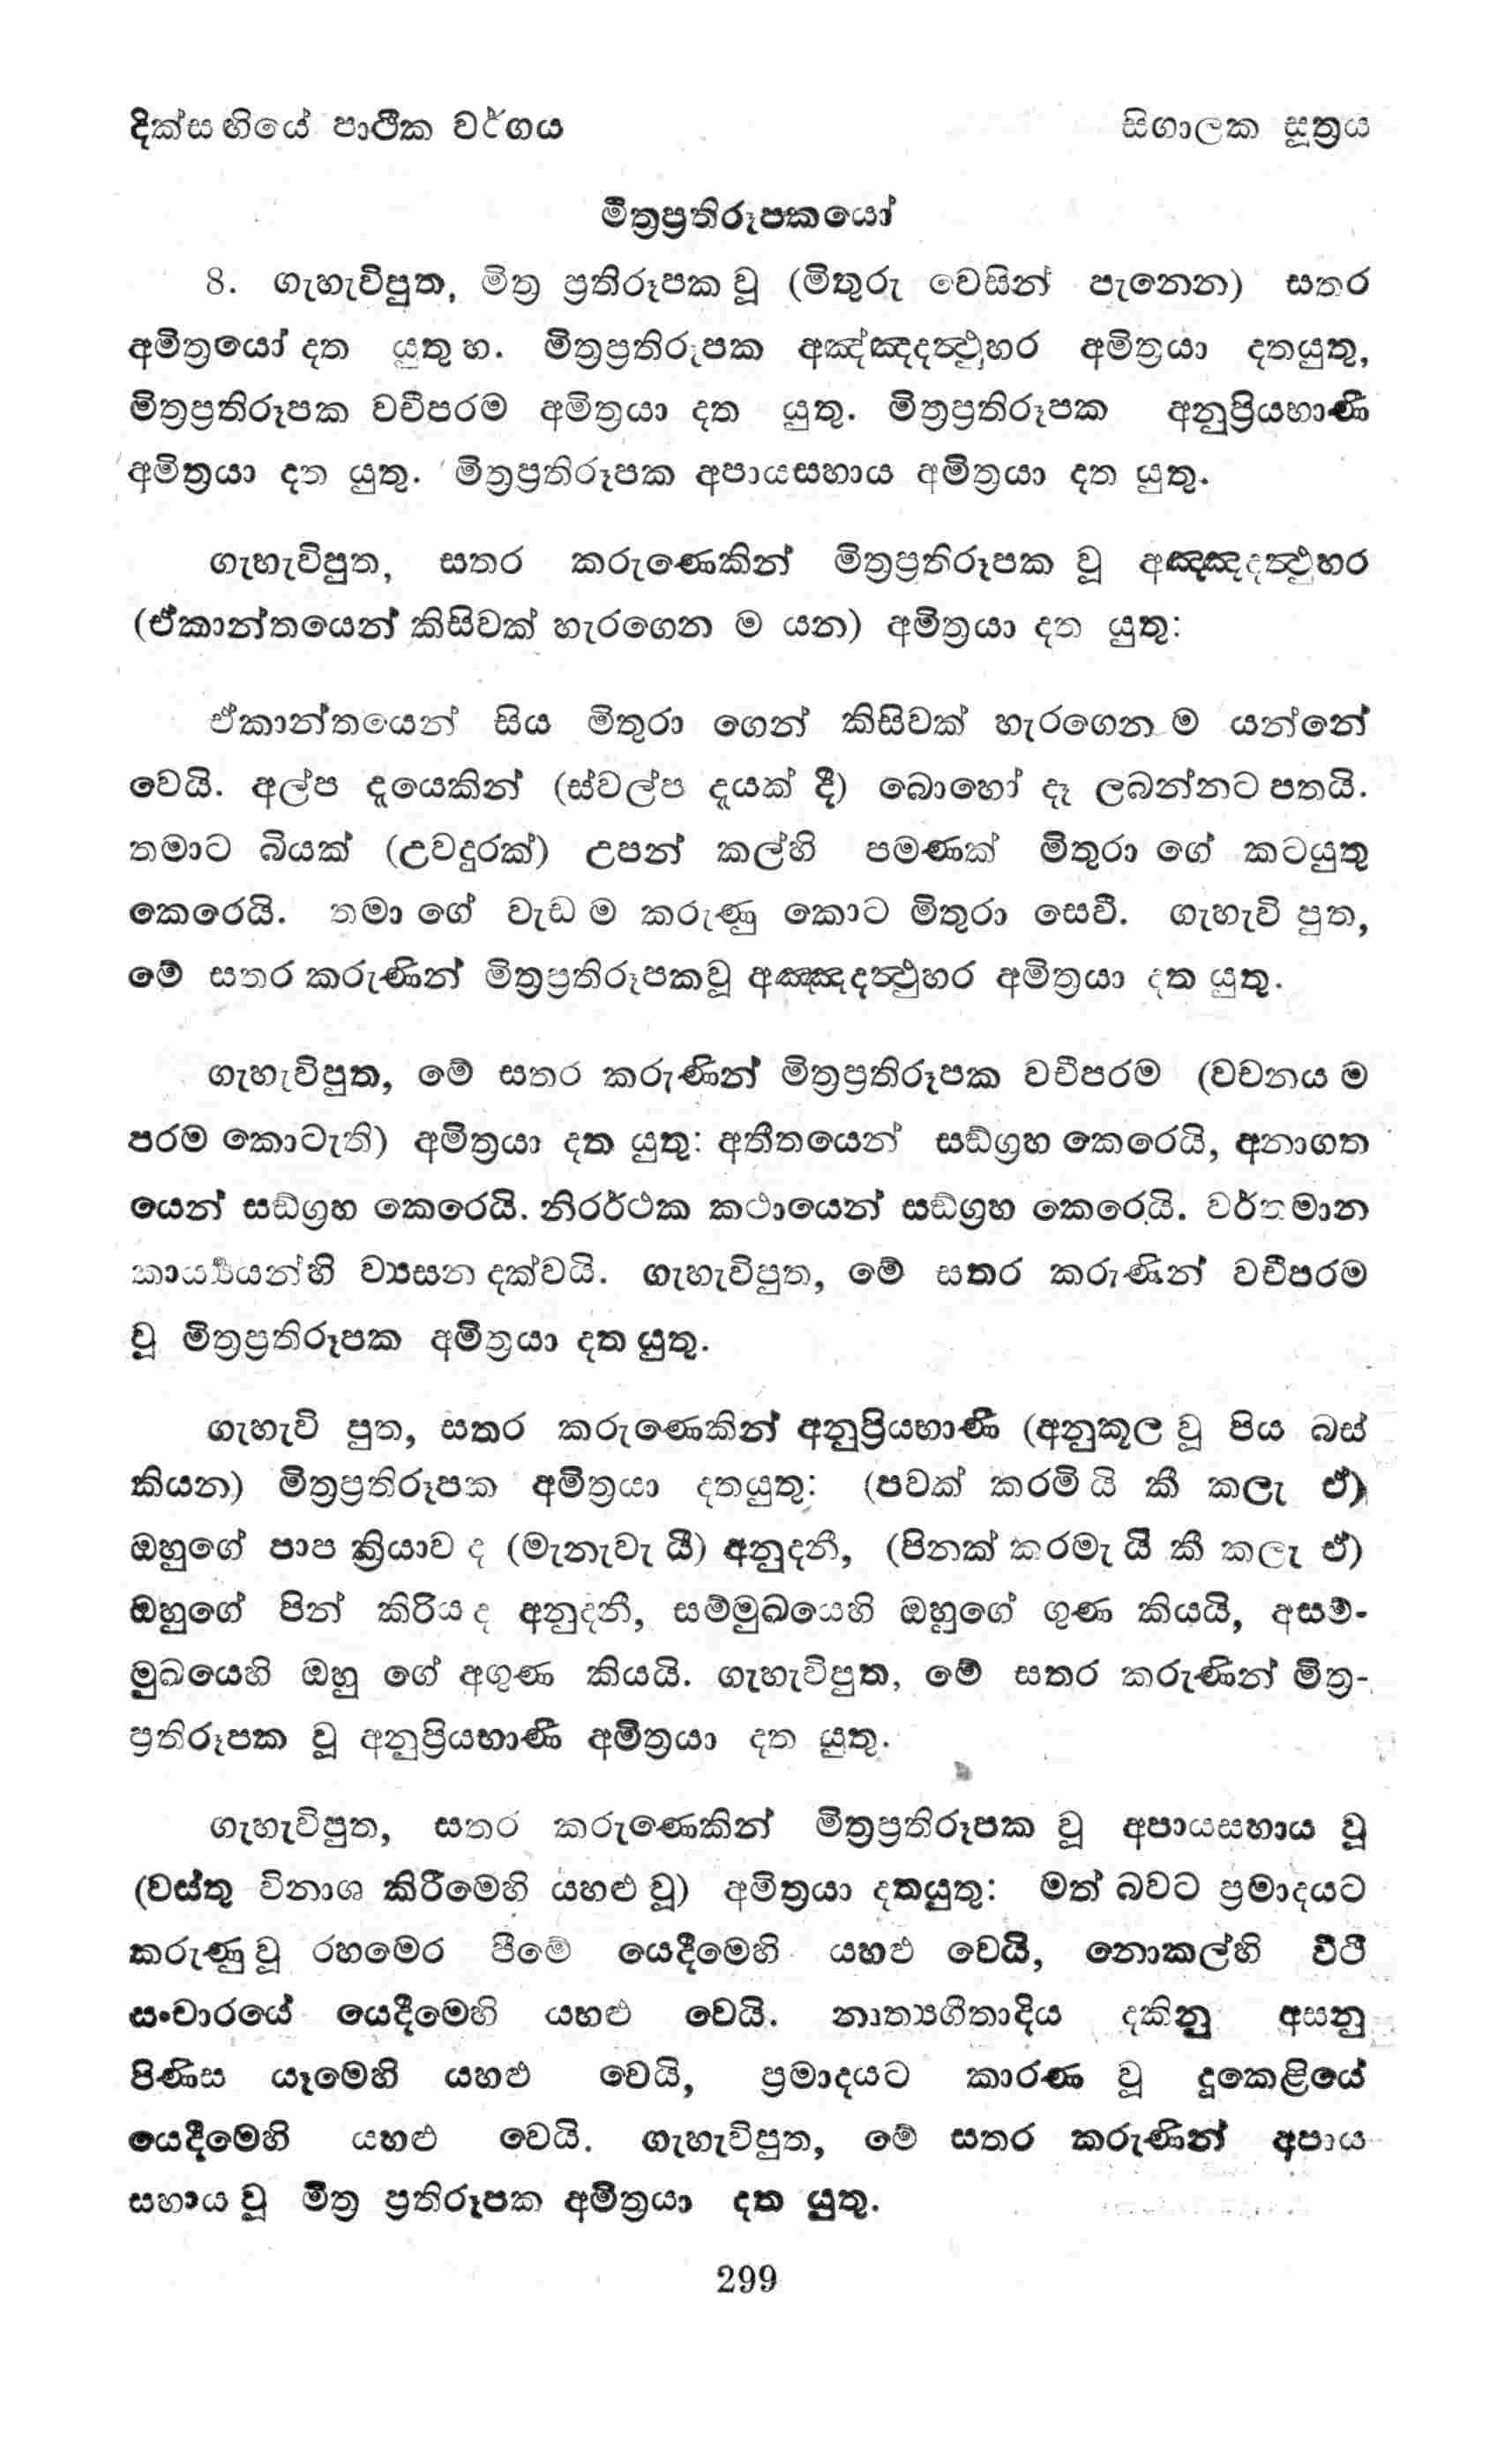 දික්සඟියේ පාථික වර්ගය
සිගාලක සූත්‍රය
මිත්‍රප්‍රතිරූපකයෝ
8. ගැහැවිපුත, මිත්‍ර ප්‍රතිරූපක වූ (මිතුරු වෙසින් පැනෙන) සතර
අමිත්‍රයෝ දත යුතු හ. මිත්‍රප්‍රතිරූපක අඤ්ඤදත්‍ථුහර අමිත්‍රයා දතයුතු,
මිත්‍රප්‍රතිරූපක වචීපරම අමිත්‍රයා දත යුතු. මිත්‍රප්‍රතිරූපක අනුප්‍රියභාණී
අමිත්‍රයා දත යුතු. මිත්‍රප්‍රතිරූපක අපායසහාය අමිත්‍රයා දත යුතු.
ගැහැවිපුත, සතර කරුණෙකින් මිත්‍රප්‍රතිරූපක වූ අඤ්‍ඤදත්‍ථුහර
(ඒකාන්තයෙන් කිසිවක් හැරගෙන ම යන) අමිත්‍රයා දත යුතු:
ඒකාන්තයෙන් සිය මිතුරා ගෙන් කිසිවක් හැරගෙන ම යන්නේ
වෙයි. අල්ප දෑයෙකින් (ස්වල්ප දෑයක් දී) බොහෝ දෑ ලබන්නට පතයි.
තමාට බියක් (උවදුරක්) උපන් කල්හි පමණක් මිතුරා ගේ කටයුතු
කෙරෙයි. තමා ගේ වැඩ ම කරුණු කොට මිතුරා සෙවී. ගැහැවි පුත,
මේ සතර කරුණින් මිත්‍රප්‍රතිරූපකවූ අඤ්‍ඤදත්‍ථුහර අමිත්‍රයා දත යුතු.
ගැහැවිපුත, මේ සතර කරුණින් මිත්‍රප්‍රතිරූපක වචීපරම (වචනය ම
පරම කොටැති) අමිත්‍රයා දත යුතු: අතීතයෙන් සඞ්ග්‍රහ කෙරෙයි, අනාගත
යෙන් සඞ්ග්‍රහ කෙරෙයි. නිරර්ථක කථායෙන් සඞ්ග්‍රහ කෙරෙයි. වර්තමාන
කාර්‍ය්‍යයන්හි ව්‍යසන දක්වයි. ගැහැවිපුත, මේ සතර කරුණින් වචීපරම
වූ මිත්‍රප්‍රතිරූපක අමිත්‍රයා දත යුතු.
ගැහැවි පුත, සතර කරුණෙකින් අනුප්‍රියභාණී (අනුකූල වූ පිය බස්
කියන) මිත්‍රප්‍රතිරූපක අමිත්‍රයා දතයුතු: (පවක් කරමි යි කී කලැ ඒ)
ඔහුගේ පාප ක්‍රියාව ද (මැනැවැ යී) අනුදනී, (පිනක් කරමැ යි කී කලැ ඒ)
ඔහුගේ පින් කිරිය ද අනුදනී, සම්මුඛයෙහි ඔහුගේ ගුණ කියයි, අසම්-
මුඛයෙහි ඔහු ගේ අගුණ කියයි. ගැහැවිපුත, මේ සතර කරුණින් මිත්‍ර-
ප්‍රතිරූපක වූ අනුප්‍රියභාණී අමිත්‍රයා දත යුතු.
ගැහැවිපුත, සතර කරුණෙකින් මිත්‍රප්‍රතිරූපක වූ අපායසහාය වූ
(වස්තු විනාශ කිරීමෙහි යහළු වූ) අමිත්‍රයා දතයුතු: මත් බවට ප්‍රමාදයට
කරුණු වූ රහමෙර පීමේ යෙදීමෙහි යහළු වෙයි, නොකල්හි වීථි
සංචාරයේ යෙදීමෙහි යහළු වෙයි. නෘත්‍යගීතාදිය දකිනු අසනු
පිණිස යෑමෙහි යහළු වෙයි, ප්‍රමාදයට කාරණ වූ දූකෙළියේ
යෙදීමෙහි යහළු වෙයි. ගැහැවිපුත, මේ සතර කරුණින් අපාය
සහාය වූ මිත්‍ර ප්‍රතිරූපක අමිත්‍රයා දත යුතු.
299